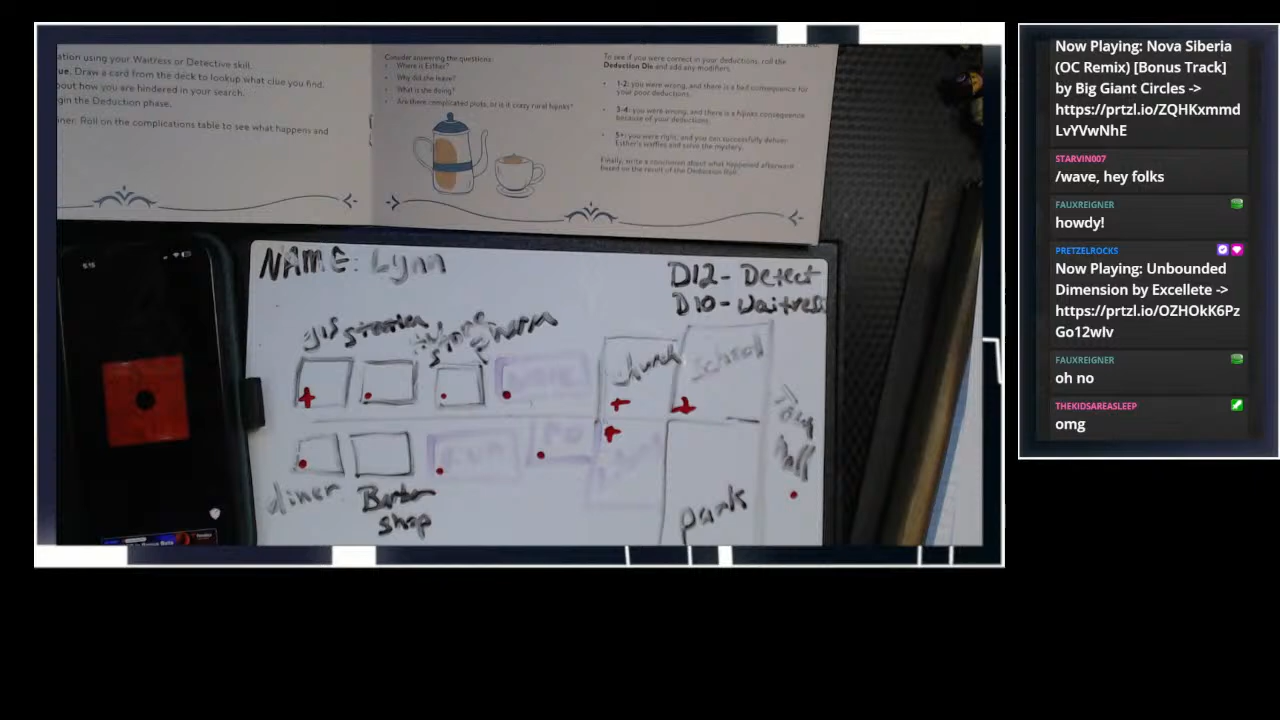 ation using your Waitress or Detective skill.
ue. Draw a card from the deck to lookup what clue you find.
bout how you are hindered in your search.
gin the Deduction phase.
iner. Roll on the complications table to see what happens and
Consider answering the questions:
• Where is Esther?
• Why did she leave?
• What is she doing?
• Are there complicated plots, or is it crazy rural hijinks?
To see if you were correct in your deductions, roll the
Deduction Die and add any modifiers.
• 1-2: you were wrong, and there is a bad consequence for
your poor deductions.
• 3-4: you were wrong, and there is a hijinks consequence
because of your deductions.
• 5+: you were right, and you can successfully deliver
Esther's waffles and solve the mystery.
Finally, write a conclusion about what happened afterward
based on the result of the Deduction Roll.
NAME: Lynn
D12 - Detect
D10 - Waitress
church
school
Town
Hall
diner
Barber
shop
park
Now Playing: Nova Siberia
(OC Remix) [Bonus Track]
by Big Giant Circles ->
https://prtzl.io/ZQHKxmmd
LvYVwNhE
STARVIN007
/wave, hey folks
FAUXREIGNER
howdy!
PRETZELROCKS
Now Playing: Unbounded
Dimension by Excellete ->
https://prtzl.io/OZHOkK6Pz
Go12wIv
FAUXREIGNER
oh no
THEKIDSAREASLEEP
omg